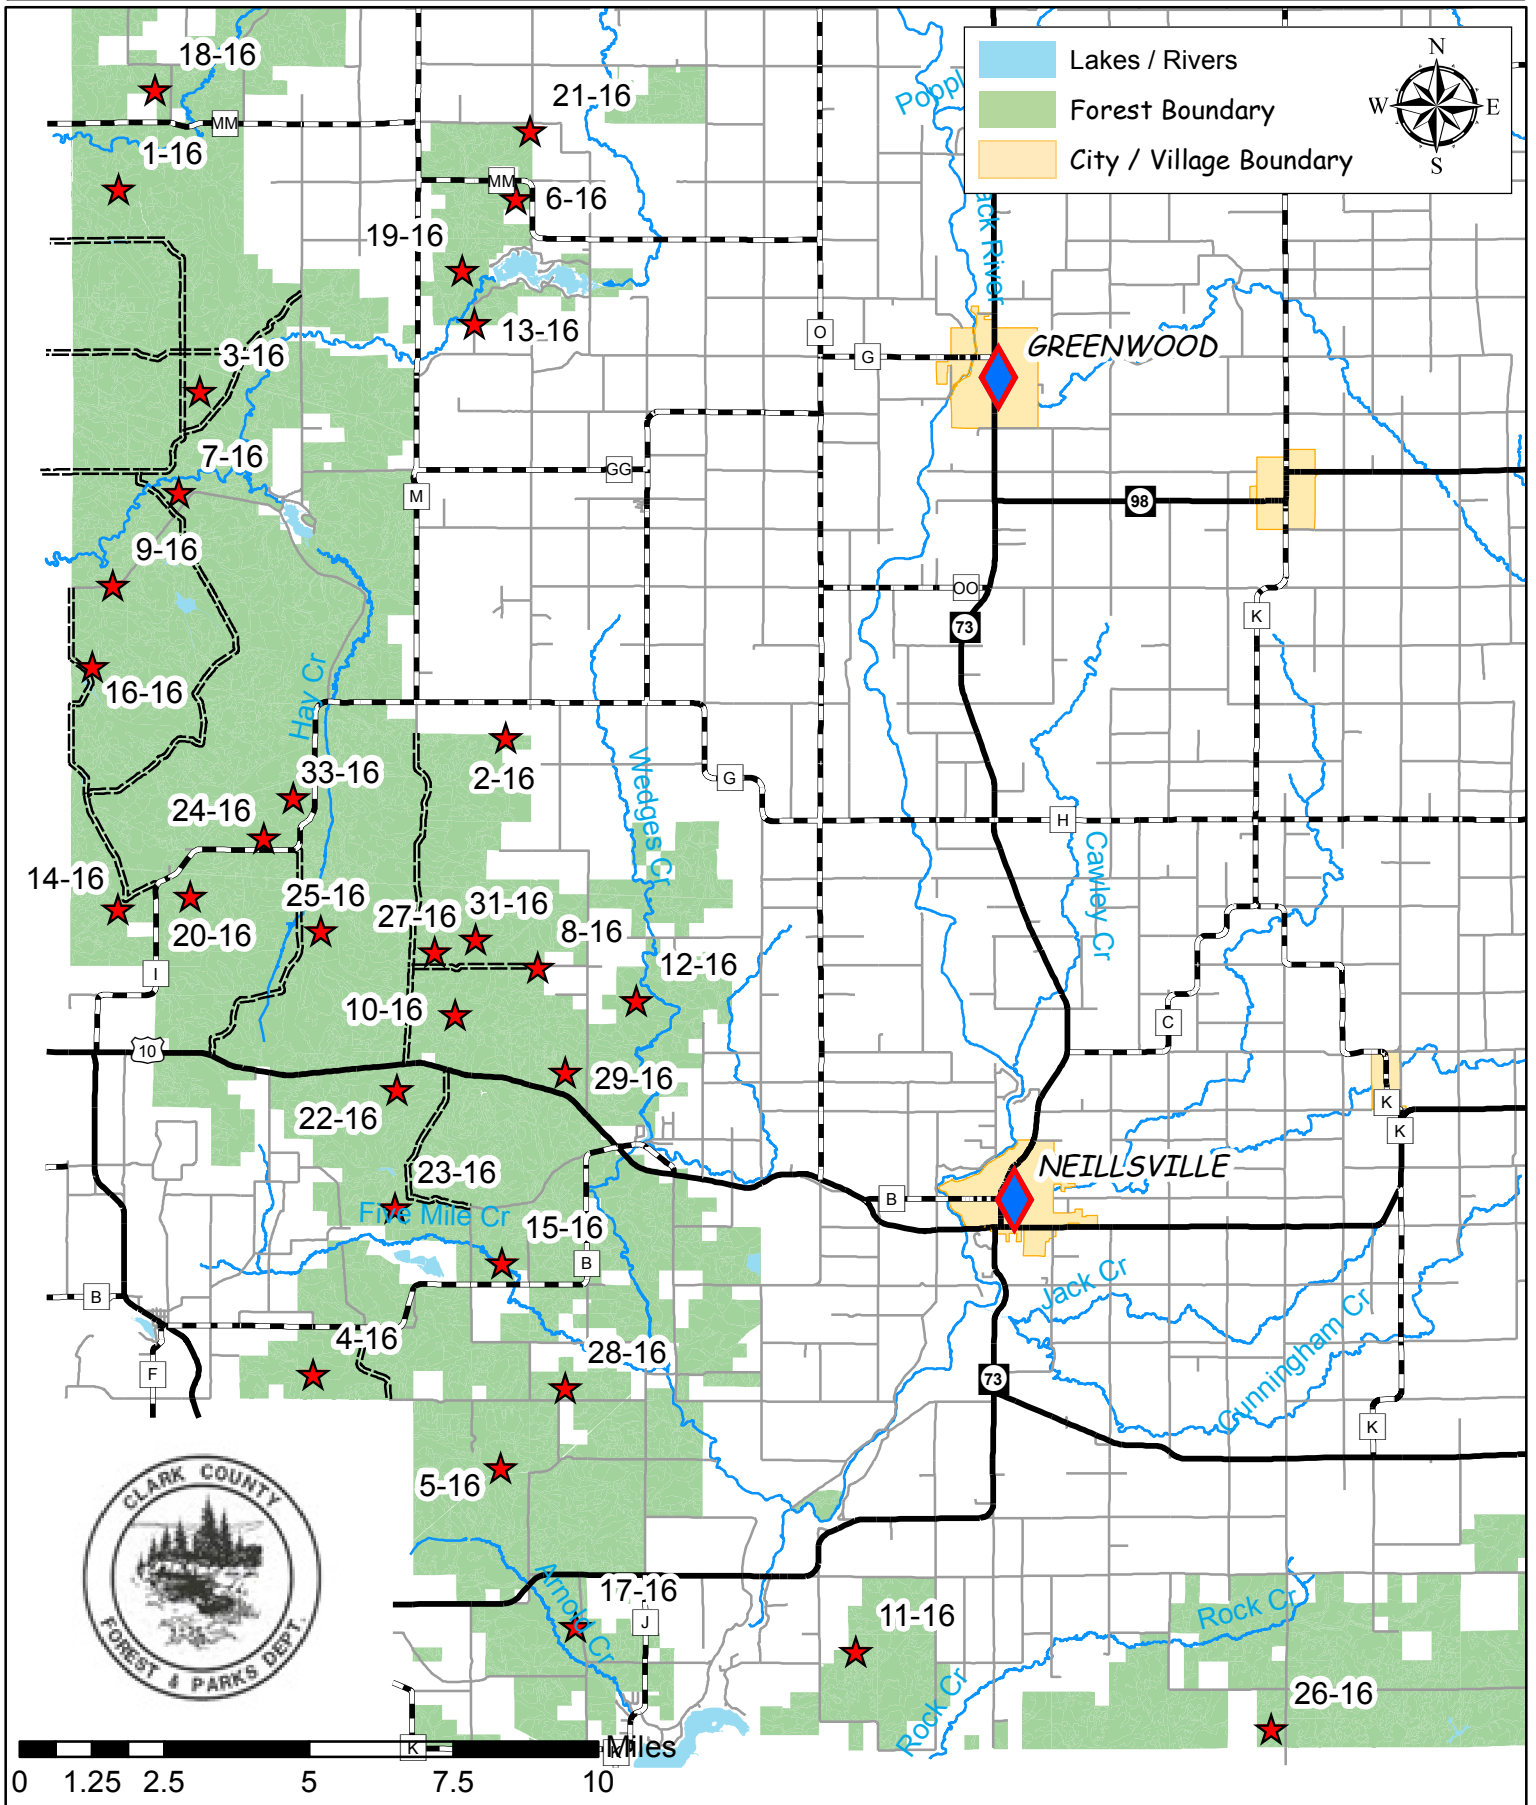 18-16
Lakes / Rivers
N
21-16
Forest Boundary
W
E
Poppl
MM
1-16
City / Village Boundary
S
MM
6-16
19-16
ack River
13-16
O
3-16
G
GREENWOOD
7-16
GG
M
98
9-16
OO
K
73
16-16
Hay Cr
33-16
2-16
G
Wedges Cr
24-16
H
Cawley Cr
14-16
25-16
27-16
31-16
20-16
8-16
12-16
I
10-16
C
10
29-16
22-16
K
K
23-16
NEILLSVILLE
B
Five Mile Cr
15-16
B
Jack Cr
B
4-16
28-16
Cunningham Cr
F
73
K
5-16
CLARK COUNTY
FOREST & PARKS DEPT.
Arnold Cr
17-16
J
11-16
Rock Cr
Rock Cr
26-16
K
Miles
0 1.25 2.5 5 7.5 10